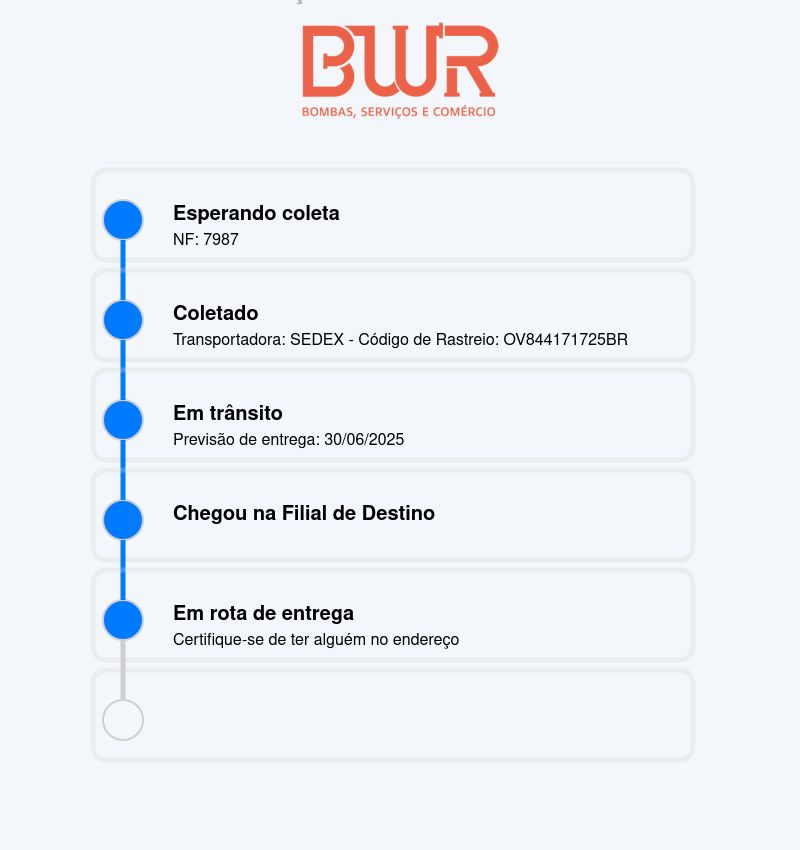 BWR
BOMBAS, SERVIÇOS E COMÉRCIO
Esperando coleta
NF: 7987
Coletado
Transportadora: SEDEX - Código de Rastreio: OV844171725BR
Em trânsito
Previsão de entrega: 30/06/2025
Chegou na Filial de Destino
Em rota de entrega
Certifique-se de ter alguém no endereço